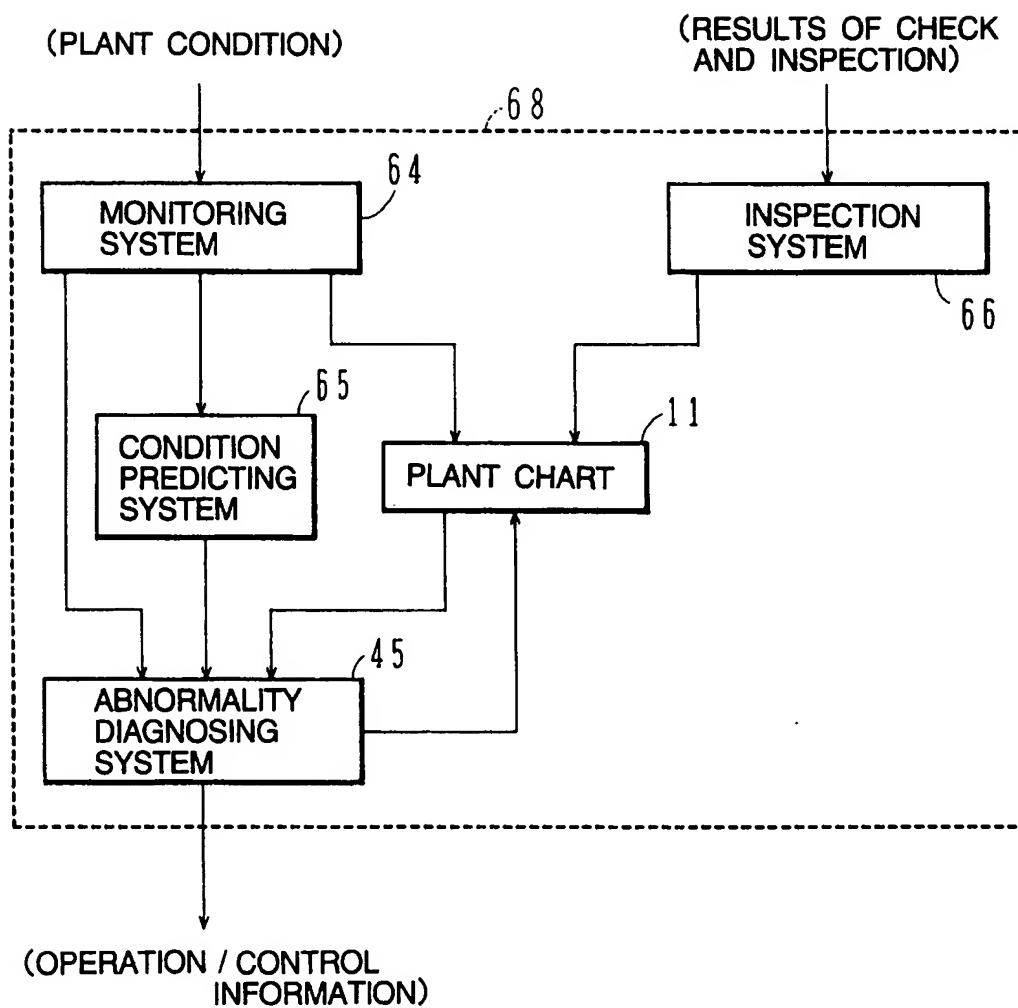 (PLANT CONDITION)
(RESULTS OF CHECK
AND INSPECTION)
68
64
MONITORING
SYSTEM
INSPECTION
SYSTEM
66
65
CONDITION
PREDICTING
SYSTEM
11
PLANT CHART
45
ABNORMALITY
DIAGNOSING
SYSTEM
(OPERATION / CONTROL
INFORMATION)